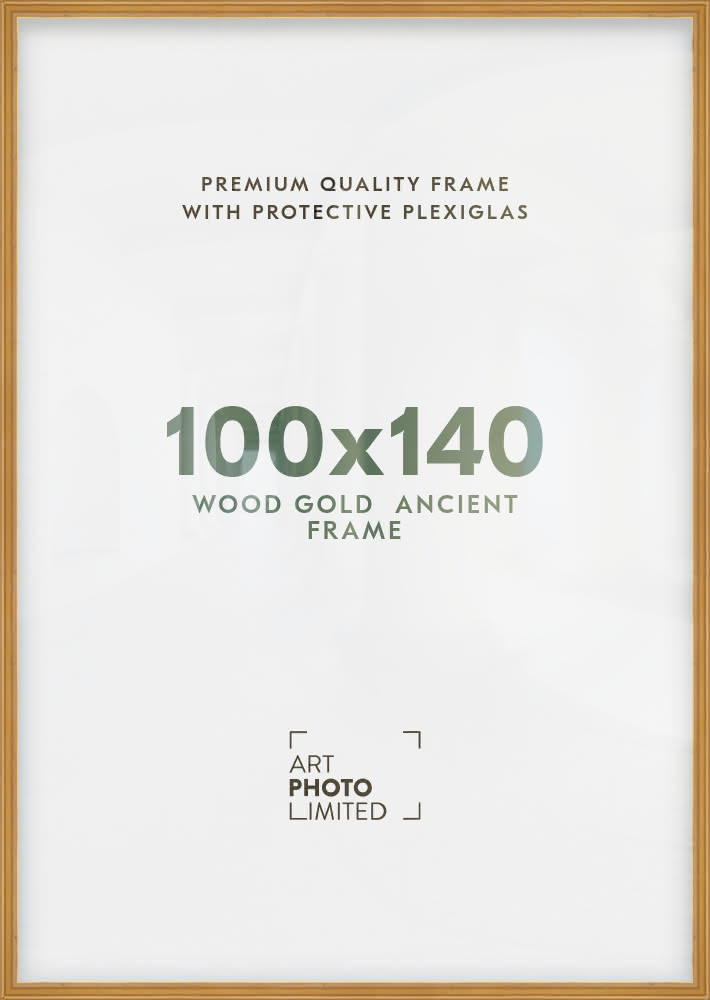 PREMIUM QUALITY FRAME
WITH PROTECTIVE PLEXIGLAS
100x140
WOOD GOLD ANCIENT
FRAME
ART
PHOTO
LIMITED